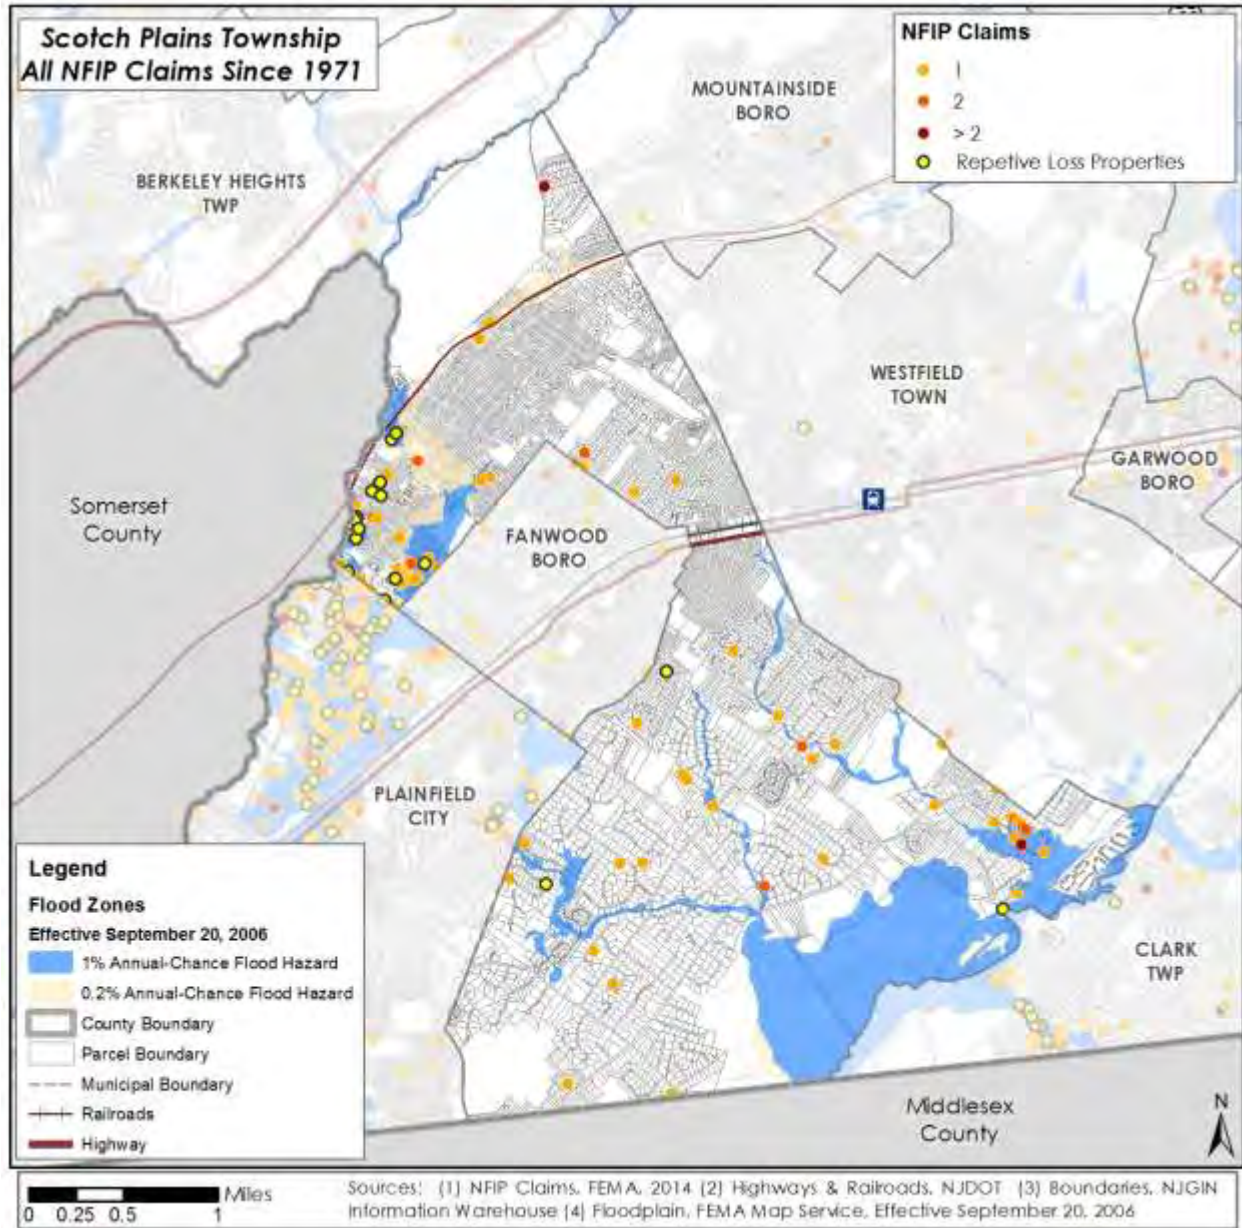 Scotch Plains Township
All NFIP Claims Since 1971
NFIP Claims
1
2
> 2
Repetive Loss Properties
MOUNTAINSIDE
BORO
BERKELEY HEIGHTS
TWP
WESTFIELD
TOWN
GARWOOD
BORO
Somerset
County
FANWOOD
BORO
PLAINFIELD
CITY
CLARK
TWP
Middlesex
County
N
Legend
Flood Zones
Effective September 20, 2006
1% Annual-Chance Flood Hazard
0.2% Annual-Chance Flood Hazard
County Boundary
Parcel Boundary
Municipal Boundary
Railroads
Highway
Miles
0 0.25 0.5 1
Sources: (1) NFIP Claims, FEMA, 2014 (2) Highways & Railroads, NJDOT (3) Boundaries, NJGIN
Information Warehouse (4) Floodplain, FEMA Map Service, Effective September 20, 2006